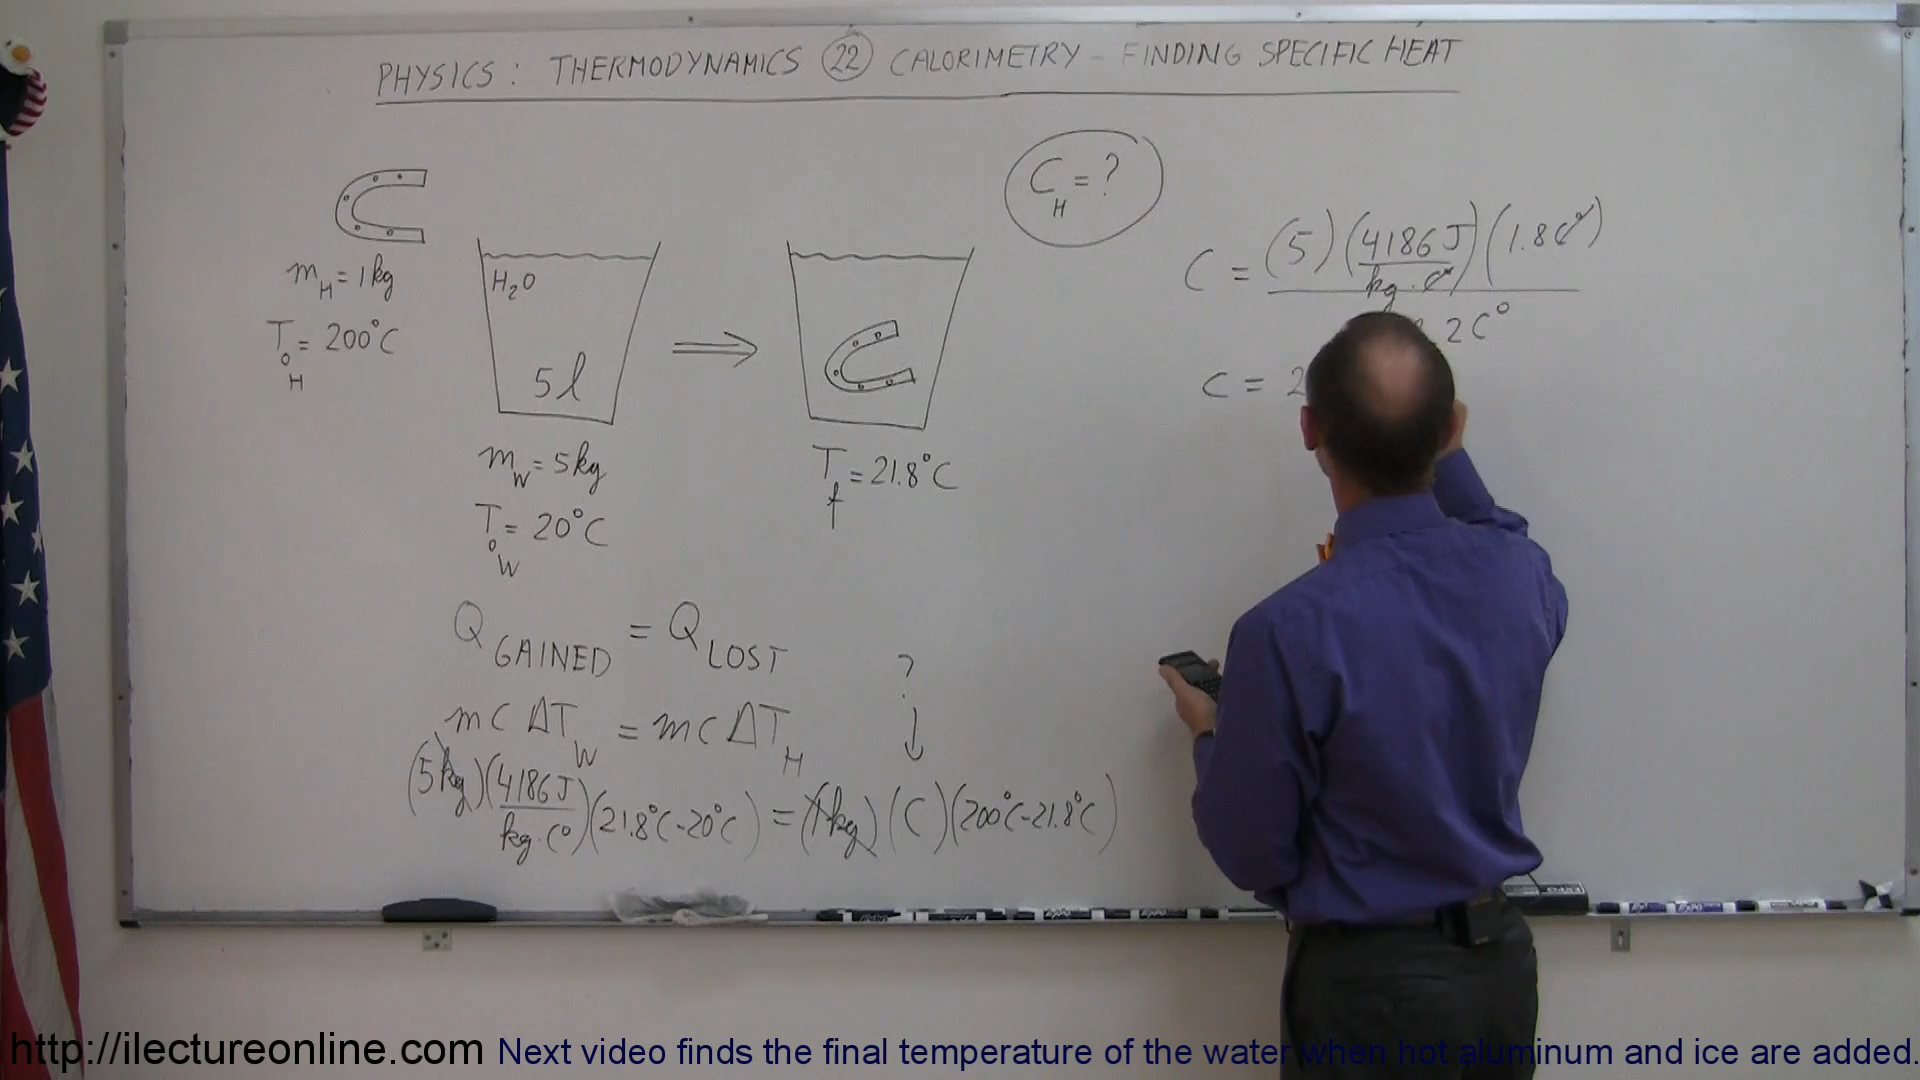 PHYSICS: THERMODYNAMICS 22 CALORIMETRY - FINDING SPECIFIC HEAT
m_H = 1kg
T_oH = 200°C
H₂O
5l
m_W = 5kg
T_oW = 20°C
T_f = 21.8°C
C_H = ?
C = (5)(4186J/kg·C°)(1.8C°)
2C°
C = 2
Q GAINED = Q LOST
?
mCΔT_W = mCΔT_H
(5kg)(4186J/kg·C°)(21.8°C-20°C) = (1kg)(C)(200°C-21.8°C)
http://ilectureonline.com Next video finds the final temperature of the water when hot aluminum and ice are added.